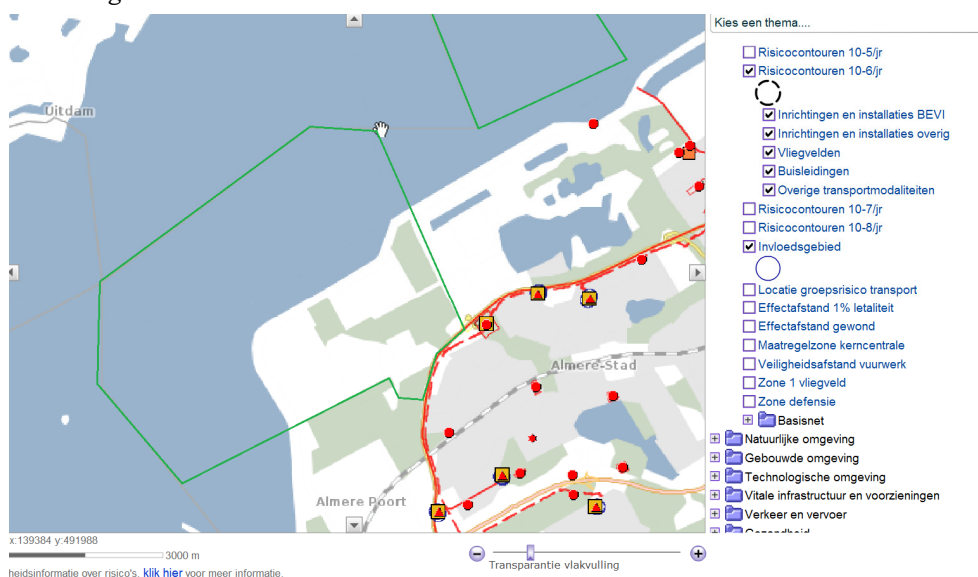 Kies een thema....
Risicocontouren 10-5/jr
Risicocontouren 10-6/jr
Inrichtingen en installaties BEVI
Inrichtingen en installaties overig
Vliegvelden
Buisleidingen
Overige transportmodaliteiten
Risicocontouren 10-7/jr
Risicocontouren 10-8/jr
Invloedsgebied
Locatie groepsrisico transport
Effectafstand 1% letaliteit
Effectafstand gewond
Maatregelzone kerncentrale
Veiligheidsafstand vuurwerk
Zone 1 vliegveld
Zone defensie
Basisnet
Natuurlijke omgeving
Gebouwde omgeving
Technologische omgeving
Vitale infrastructuur en voorzieningen
Verkeer en vervoer
Uitdam
Almere-Stad
Almere Poort
x:139384 y:491988
3000 m
Transparantie vlakvulling
heidsinformatie over risico's, klik hier voor meer informatie.